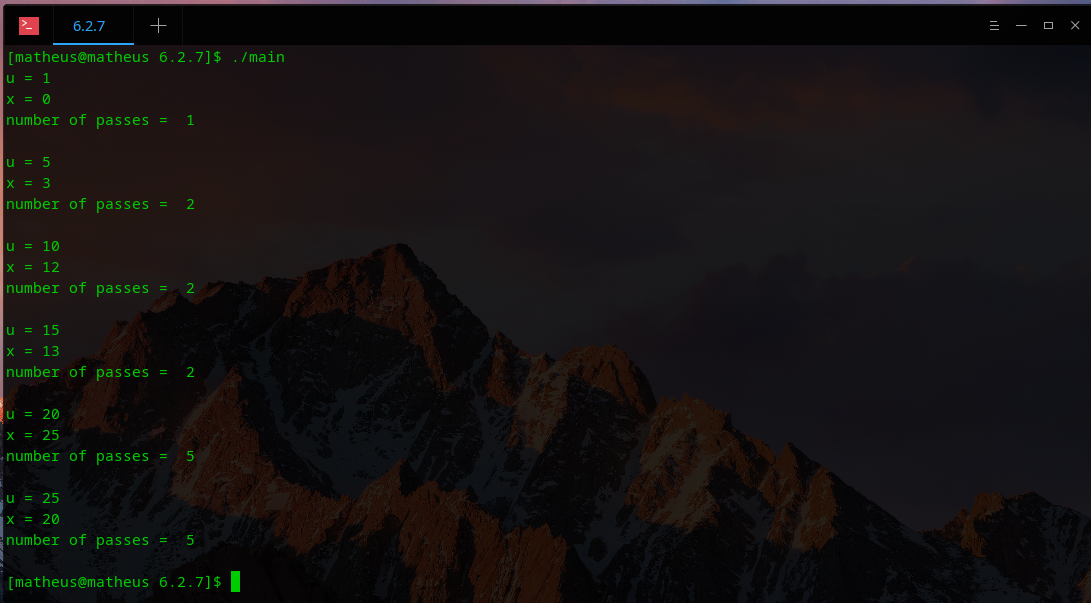 6.2.7
[matheus@matheus 6.2.7]$ ./main
u = 1
x = 0
number of passes =  1
u = 5
x = 3
number of passes =  2
u = 10
x = 12
number of passes =  2
u = 15
x = 13
number of passes =  2
u = 20
x = 25
number of passes =  5
u = 25
x = 20
number of passes =  5
[matheus@matheus 6.2.7]$